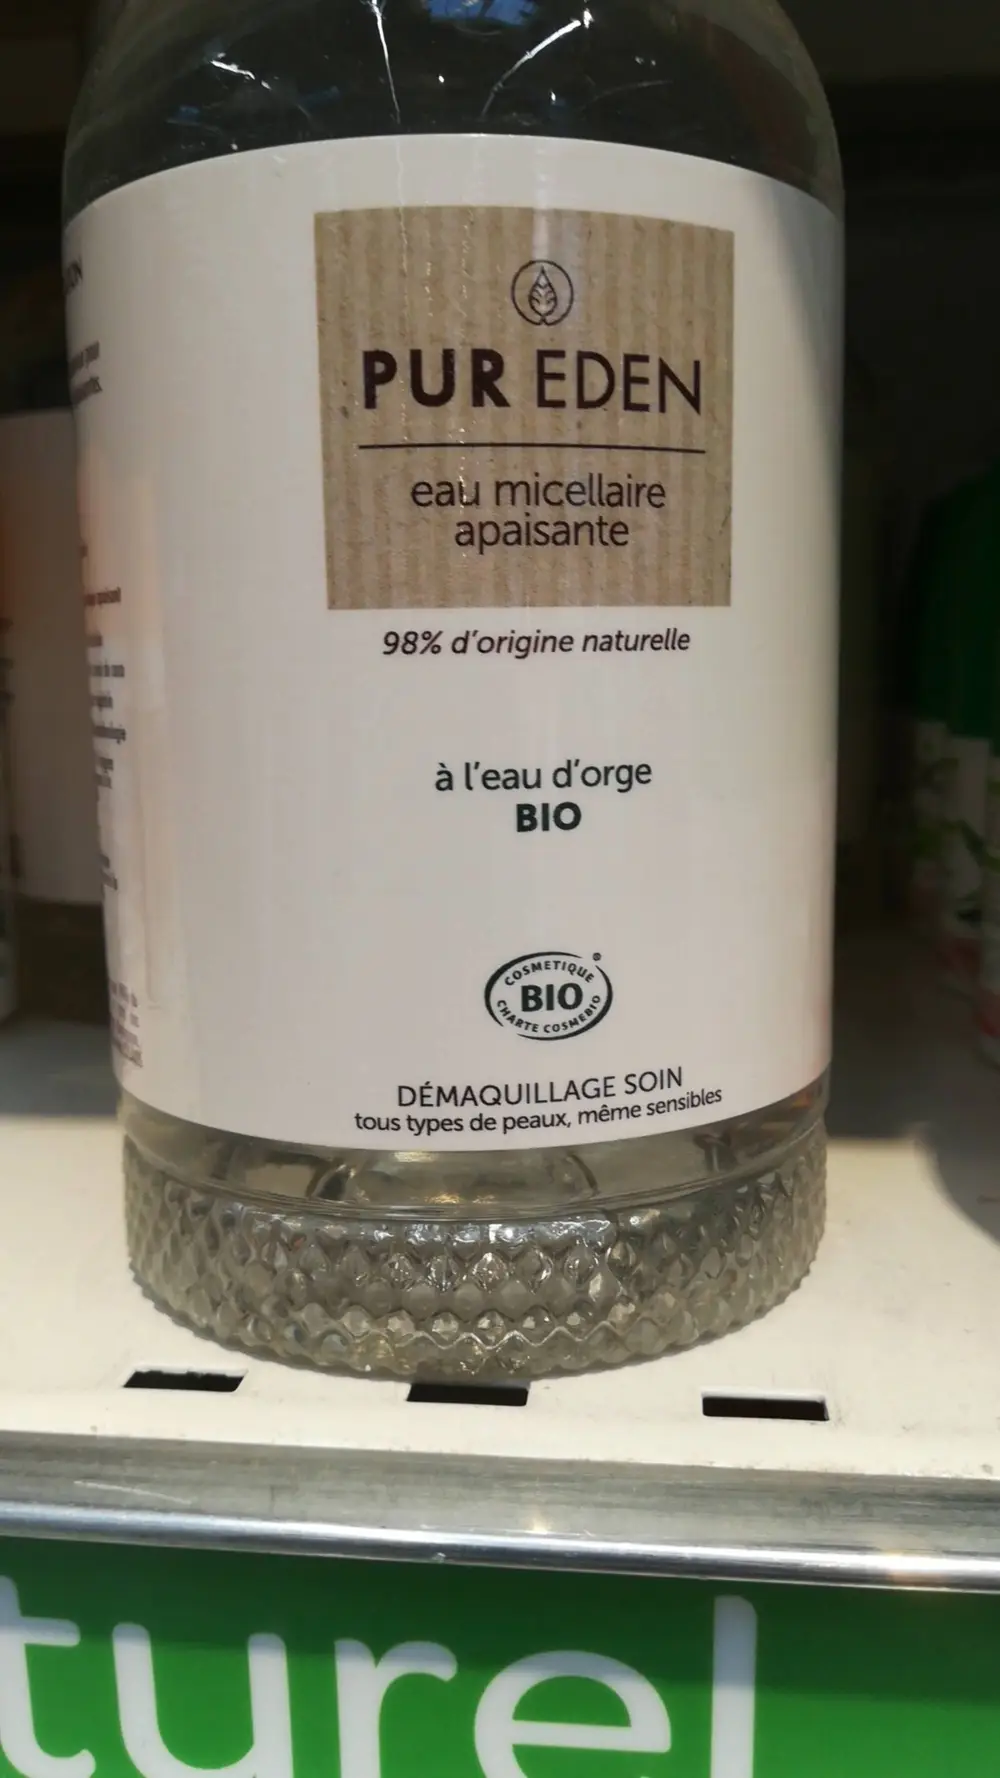 PUR EDEN
eau micellaire
apaisante
98% d'origine naturelle
à l'eau d'orge
BIO
COSMETIQUE
BIO
CHARTE COSMEBIO
®
DÉMAQUILLAGE SOIN
tous types de peaux, même sensibles
turel